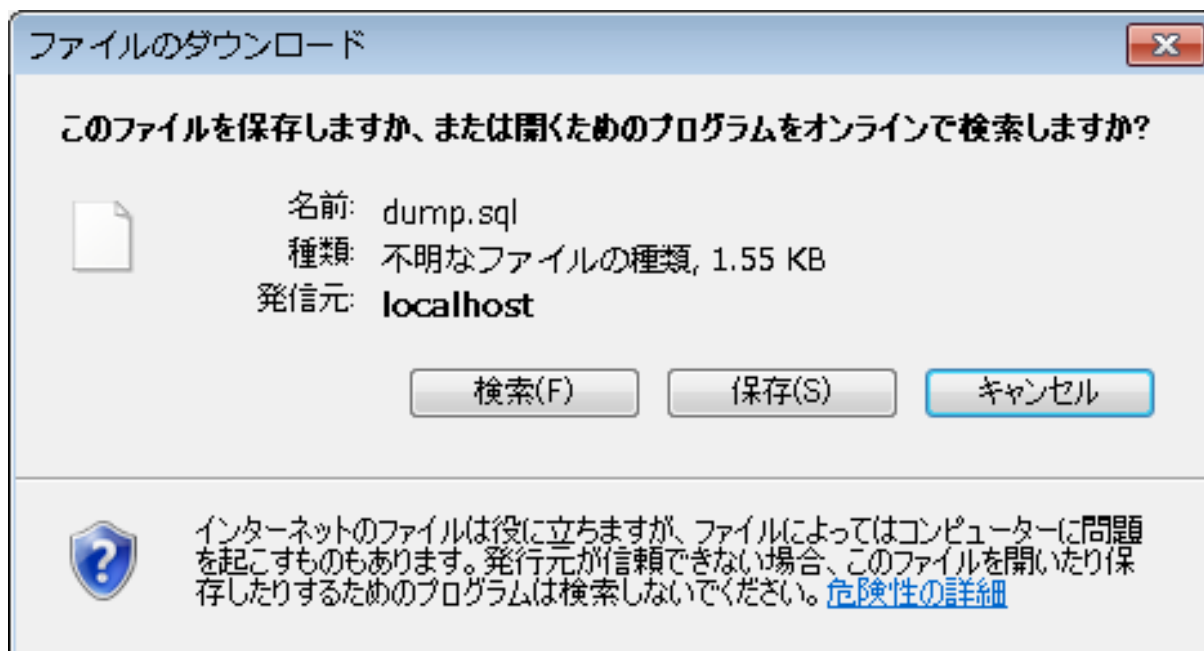 ファイルのダウンロード
このファイルを保存しますか、または開くためのプログラムをオンラインで検索しますか?
名前: dump.sql
種類: 不明なファイルの種類, 1.55 KB
発信元: localhost
検索(F) 保存(S) キャンセル
インターネットのファイルは役に立ちますが、ファイルによってはコンピューターに問題
を起こすものもあります。発行元が信頼できない場合、このファイルを開いたり保
存したりするためのプログラムは検索しないでください。危険性の詳細